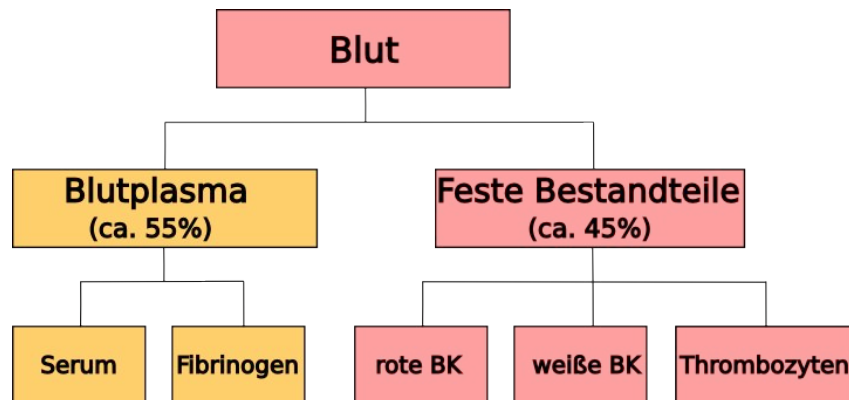 Blut
Blutplasma
(ca. 55%)
Feste Bestandteile
(ca. 45%)
Serum
Fibrinogen
rote BK
weiße BK
Thrombozyten